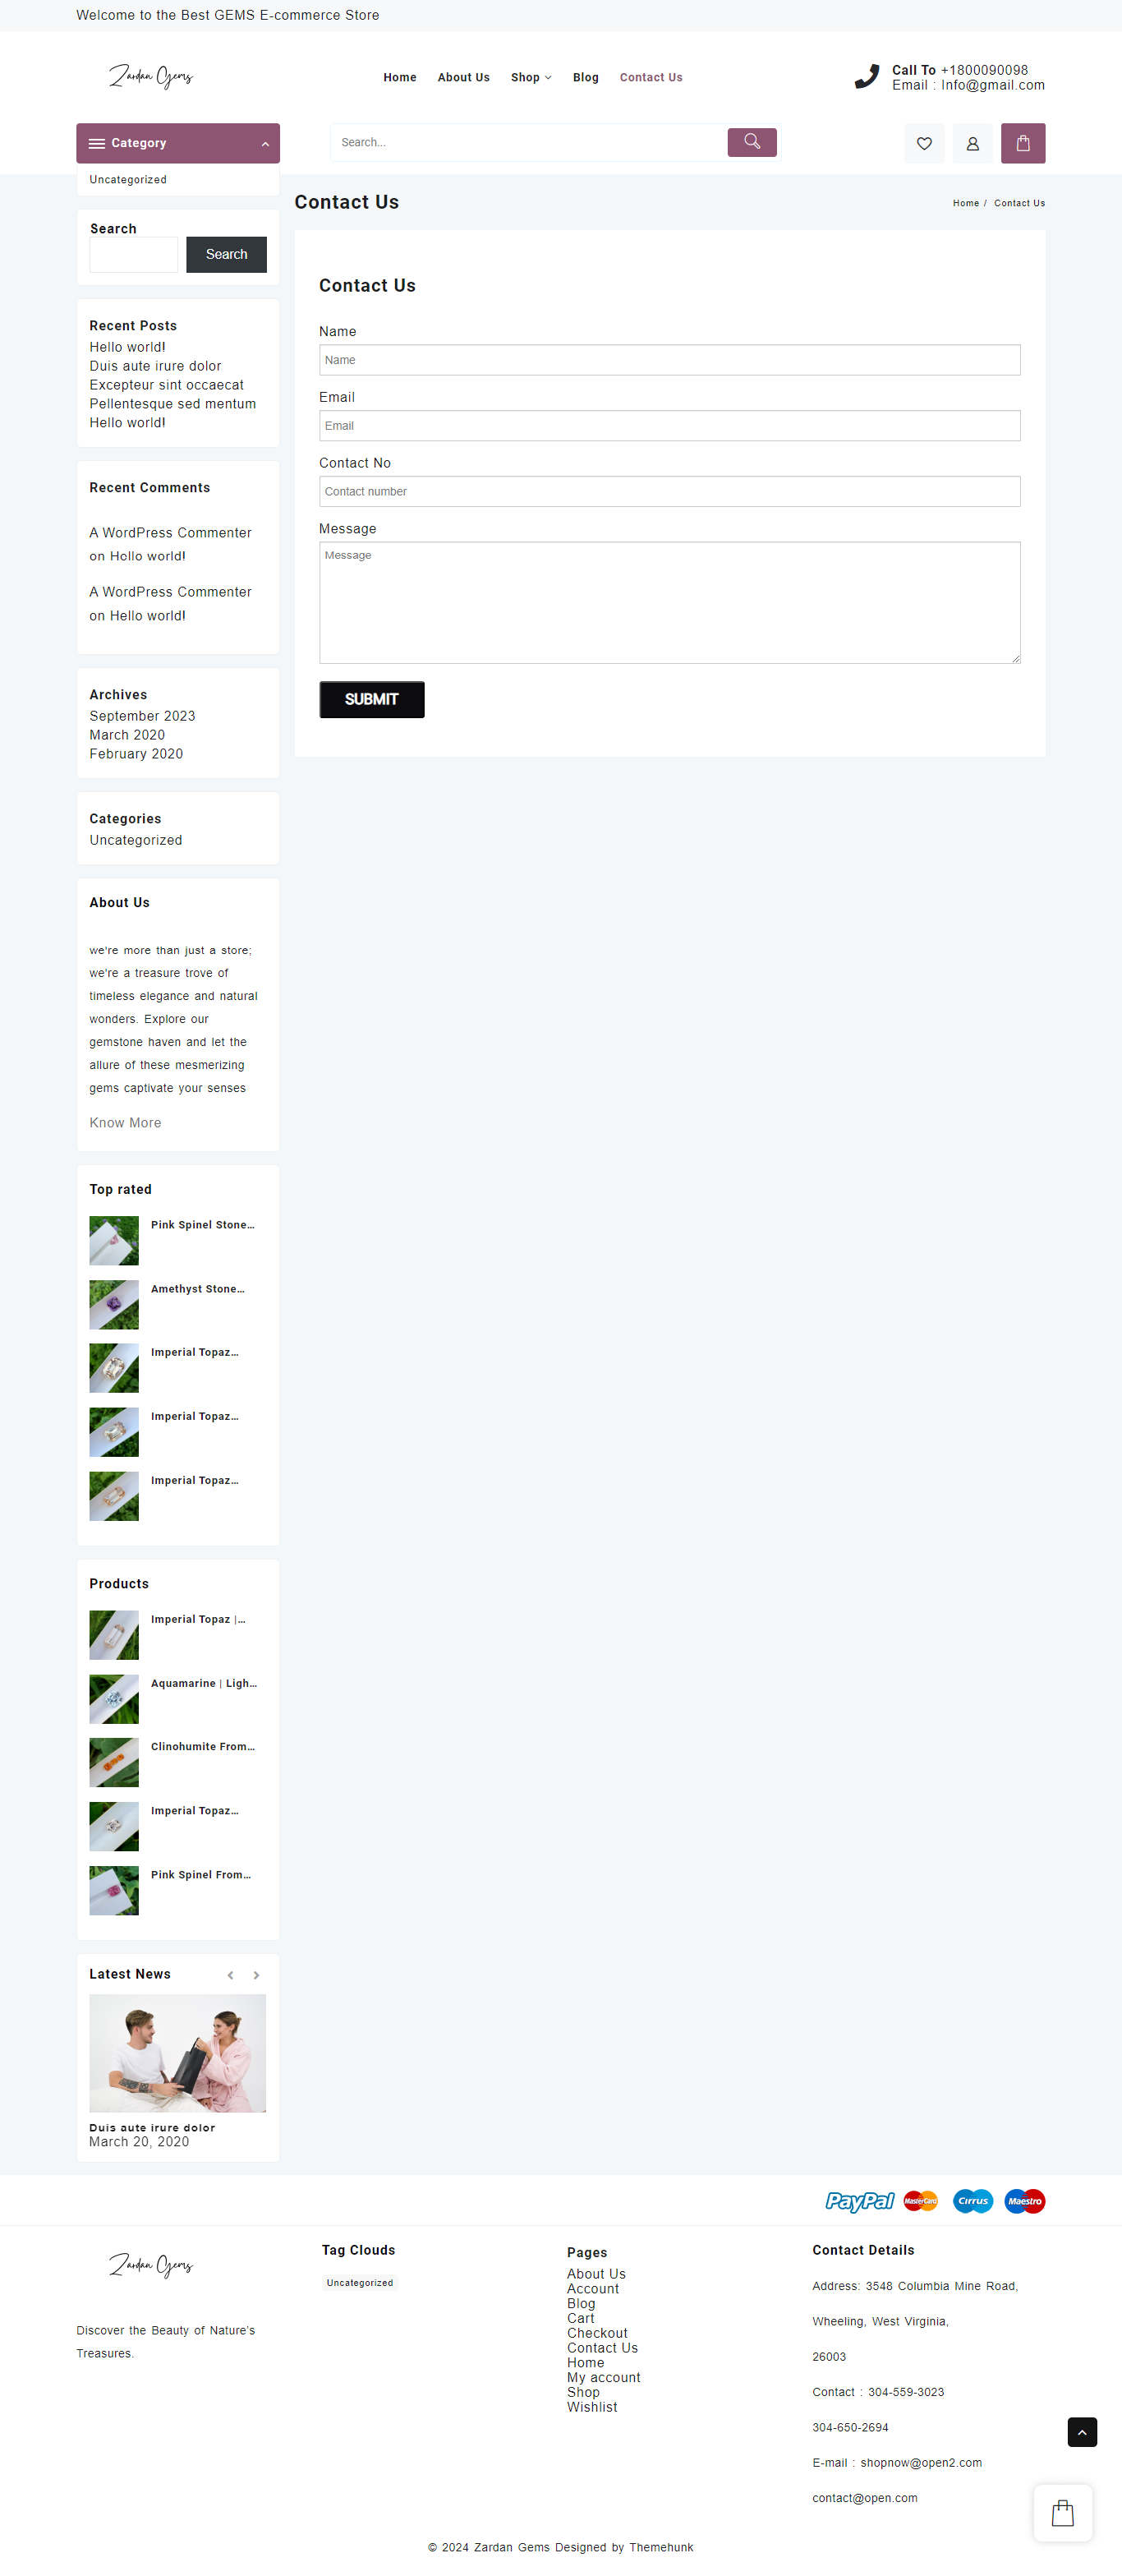 Welcome to the Best GEMS E-commerce Store
Zardan Gems
Home
About Us
Shop
Blog
Contact Us
Call To +1800090098
Email : Info@gmail.com
Category
Search...
Uncategorized
Contact Us
Home / Contact Us
Search
Search
Recent Posts
Hello world!
Duis aute irure dolor
Excepteur sint occaecat
Pellentesque sed mentum
Hello world!
Recent Comments
A WordPress Commenter
on Hello world!
A WordPress Commenter
on Hello world!
Archives
September 2023
March 2020
February 2020
Categories
Uncategorized
About Us
we're more than just a store;
we're a treasure trove of
timeless elegance and natural
wonders. Explore our
gemstone haven and let the
allure of these mesmerizing
gems captivate your senses
Know More
Top rated
Pink Spinel Stone…
Amethyst Stone…
Imperial Topaz…
Imperial Topaz…
Imperial Topaz…
Products
Imperial Topaz |…
Aquamarine | Ligh…
Clinohumite From…
Imperial Topaz…
Pink Spinel From…
Latest News
Duis aute irure dolor
March 20, 2020
Contact Us
Name
Name
Email
Email
Contact No
Contact number
Message
Message
SUBMIT
PayPal
MasterCard
Cirrus
Maestro
Zardan Gems
Discover the Beauty of Nature's
Treasures.
Tag Clouds
Uncategorized
Pages
About Us
Account
Blog
Cart
Checkout
Contact Us
Home
My account
Shop
Wishlist
Contact Details
Address: 3548 Columbia Mine Road,
Wheeling, West Virginia,
26003
Contact : 304-559-3023
304-650-2694
E-mail : shopnow@open2.com
contact@open.com
© 2024 Zardan Gems Designed by Themehunk